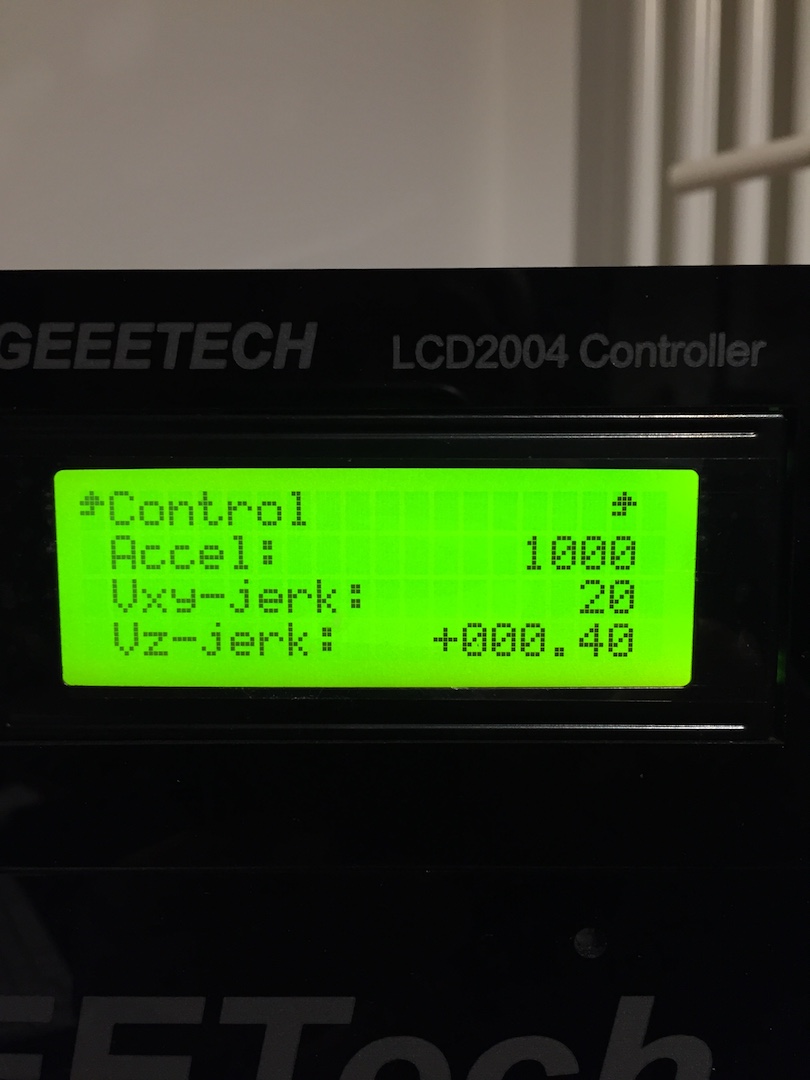 GEEETECH LCD2004 Controller
Control
Accel: 1000
Vxy-jerk: 20
Vz-jerk: +000.40